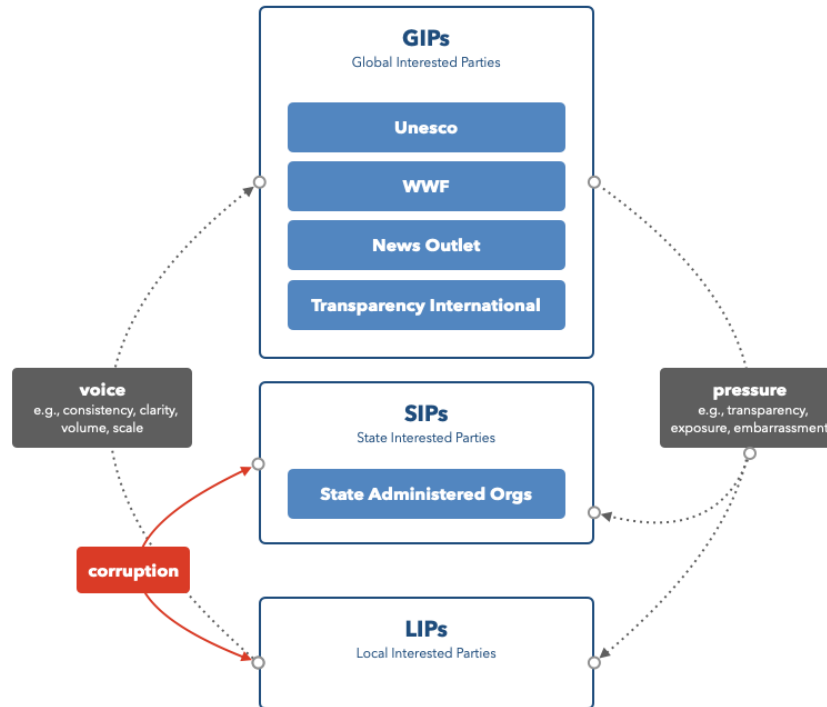 GIPs
Global Interested Parties
Unesco
WWF
News Outlet
Transparency International
voice
e.g., consistency, clarity,
volume, scale
pressure
e.g., transparency,
exposure, embarrassment
SIPs
State Interested Parties
State Administered Orgs
corruption
LIPs
Local Interested Parties